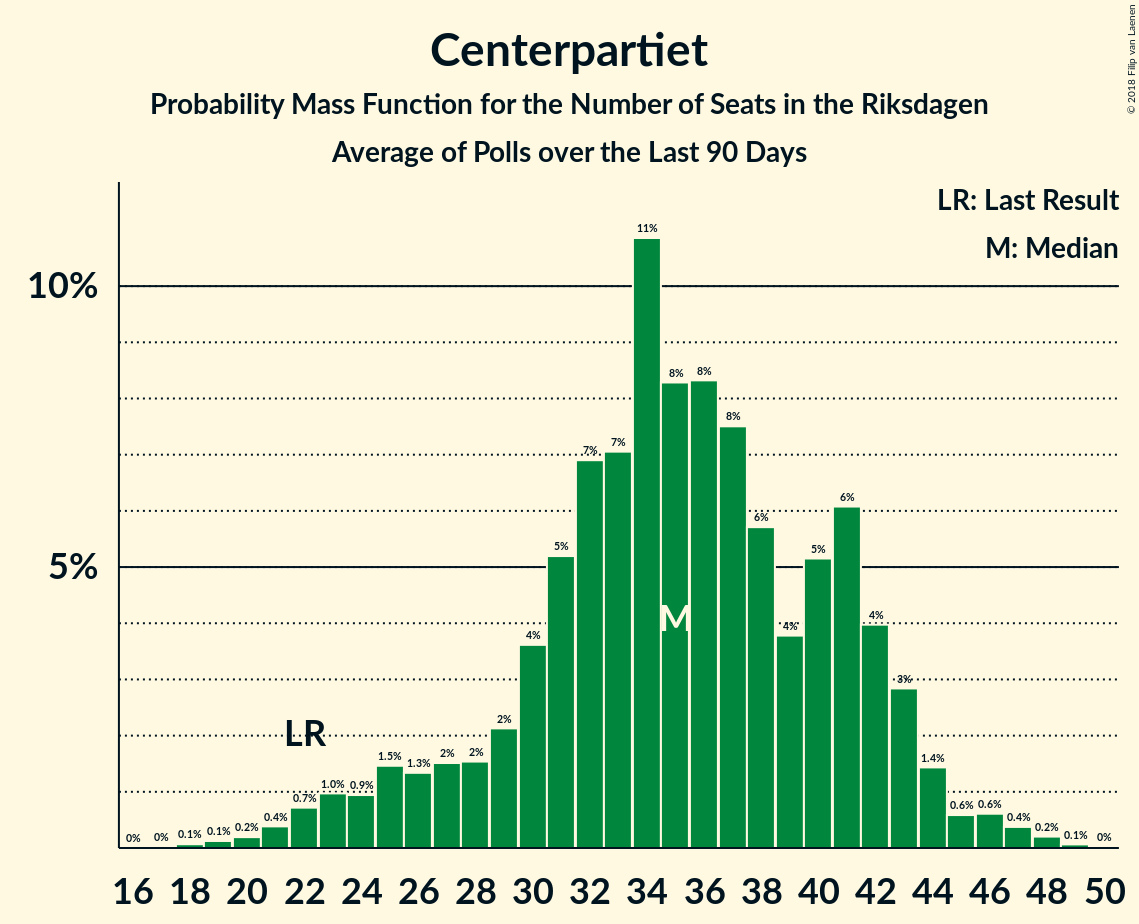 Centerpartiet
Probability Mass Function for the Number of Seats in the Riksdagen
Average of Polls over the Last 90 Days
© 2018 Filip van Laenen
LR: Last Result
M: Median
10%
5%
0% 0% 0.1% 0.1% 0.2% 0.4% 0.7% 1.0% 0.9% 1.5% 1.3% 2% 2% 2% 4% 5% 7% 7% 11% 8% 8% 8% 6% 4% 5% 6% 4% 3% 1.4% 0.6% 0.6% 0.4% 0.2% 0.1% 0%
LR
M
16 18 20 22 24 26 28 30 32 34 36 38 40 42 44 46 48 50